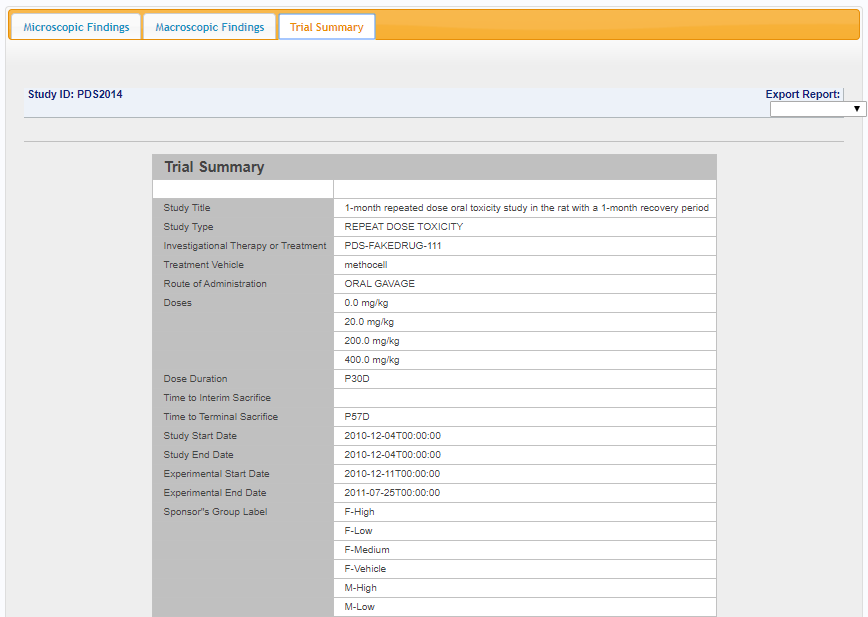 Microscopic Findings Macroscopic Findings Trial Summary
Study ID: PDS2014 Export Report:
Trial Summary
Study Title 1-month repeated dose oral toxicity study in the rat with a 1-month recovery period
Study Type REPEAT DOSE TOXICITY
Investigational Therapy or Treatment PDS-FAKEDRUG-111
Treatment Vehicle methocell
Route of Administration ORAL GAVAGE
Doses 0.0 mg/kg
20.0 mg/kg
200.0 mg/kg
400.0 mg/kg
Dose Duration P30D
Time to Interim Sacrifice
Time to Terminal Sacrifice P57D
Study Start Date 2010-12-04T00:00:00
Study End Date 2010-12-04T00:00:00
Experimental Start Date 2010-12-11T00:00:00
Experimental End Date 2011-07-25T00:00:00
Sponsor"s Group Label F-High
F-Low
F-Medium
F-Vehicle
M-High
M-Low